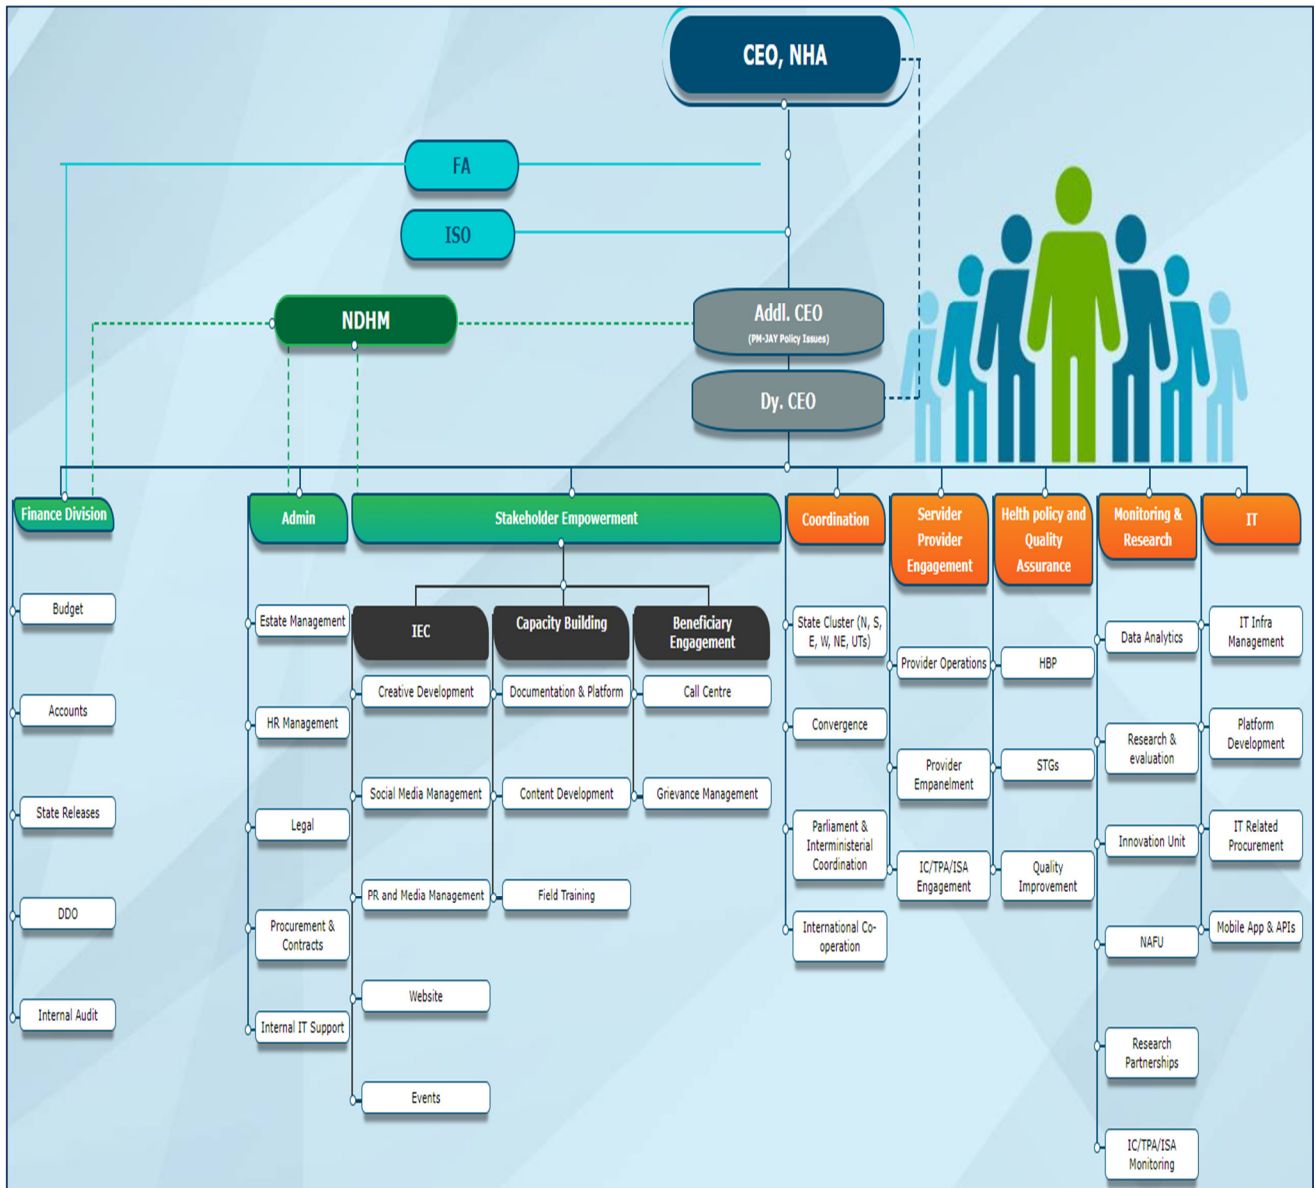 CEO, NHA
FA
ISO
NDHM
Addl. CEO
(PM-JAY Policy Issues)
Dy. CEO
Finance Division
Budget
Accounts
State Releases
DDO
Internal Audit
Admin
Estate Management
HR Management
Legal
Procurement &
Contracts
Internal IT Support
Stakeholder Empowerment
IEC
Creative Development
Social Media Management
PR and Media Management
Website
Events
Capacity Building
Documentation & Platform
Content Development
Field Training
Beneficiary
Engagement
Call Centre
Grievance Management
Coordination
State Cluster (N, S,
E, W, NE, UTs)
Convergence
Parliament &
Interministerial
Coordination
International Co-
operation
Servider
Provider
Engagement
Provider Operations
Provider
Empanelment
IC/TPA/ISA
Engagement
Helth policy and
Quality
Assurance
HBP
STGs
Quality
Improvement
Monitoring &
Research
Data Analytics
Research &
evaluation
Innovation Unit
NAFU
Research
Partnerships
IC/TPA/ISA
Monitoring
IT
IT Infra
Management
Platform
Development
IT Related
Procurement
Mobile App & APIs